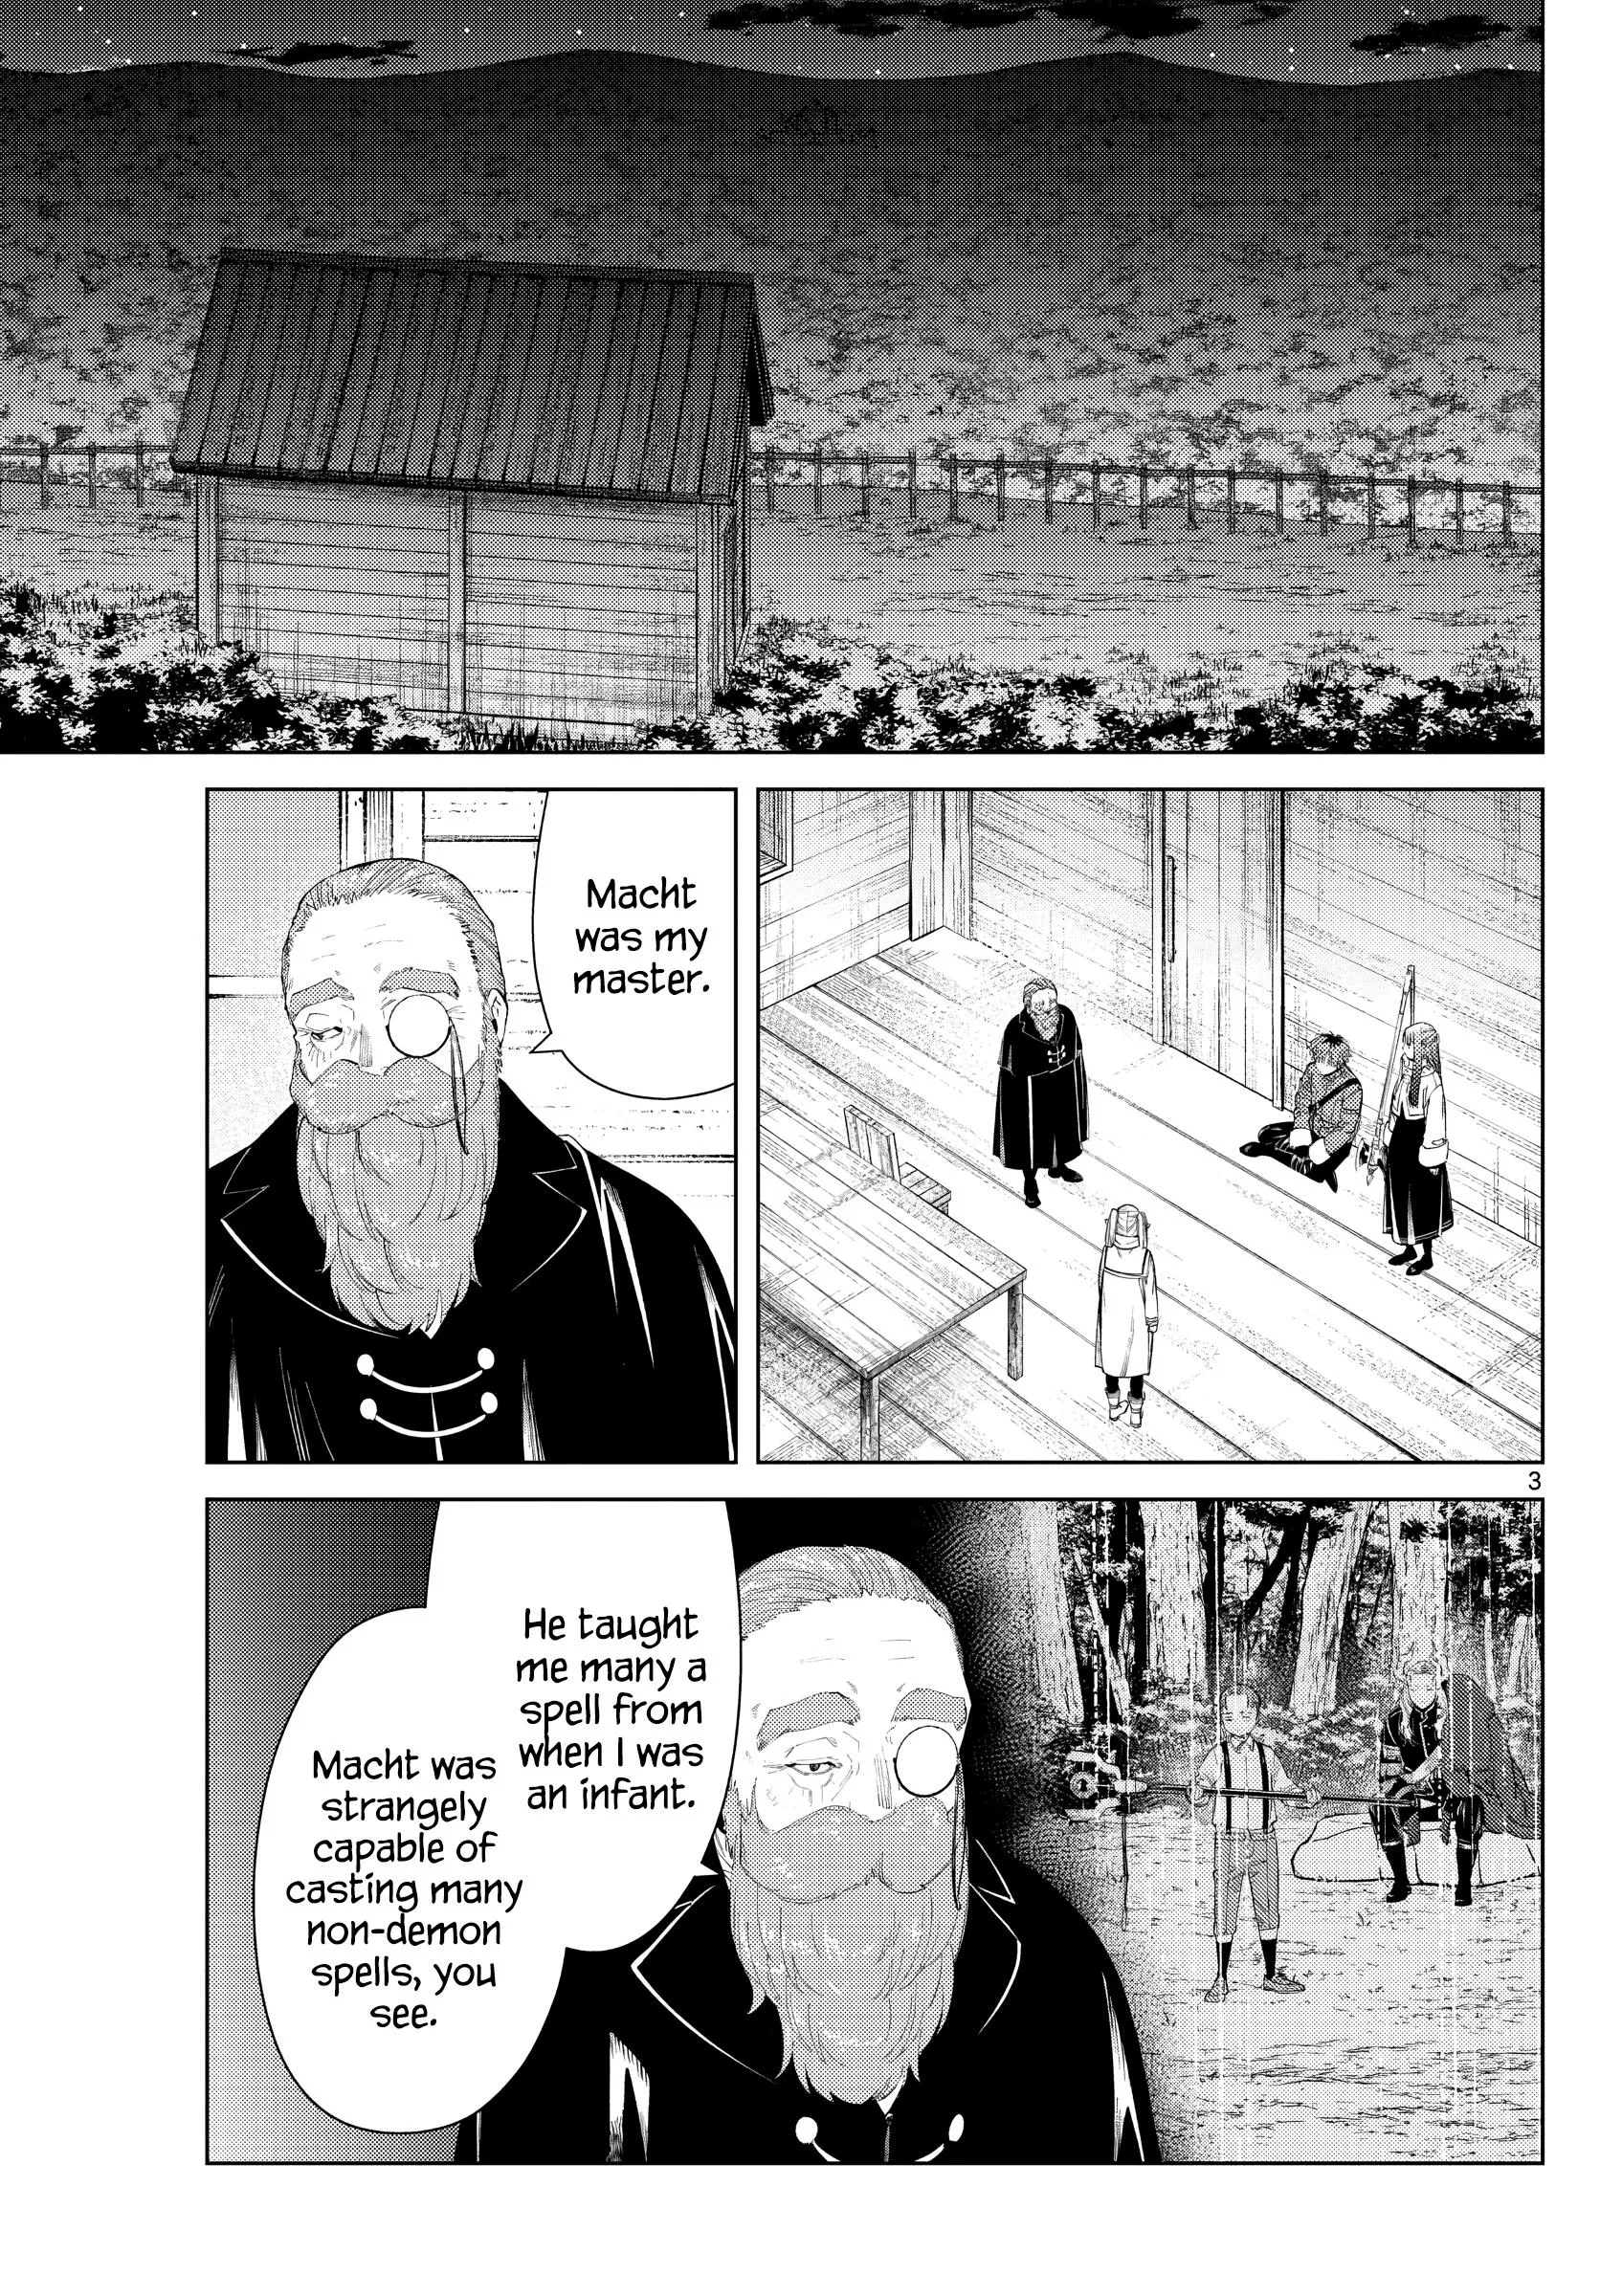 Macht
was my
master.
3
He taught
me many a
spell from
when I was
an infant.
Macht was
strangely
capable of
casting many
non-demon
spells, you
see.